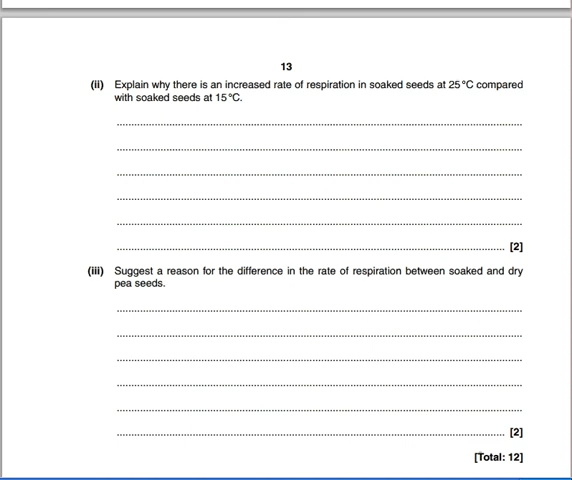 13
(ii) Explain why there is an increased rate of respiration in soaked seeds at 25 °C compared
with soaked seeds at 15 °C.
[2]
(iii) Suggest a reason for the difference in the rate of respiration between soaked and dry
pea seeds.
[2]
[Total: 12]